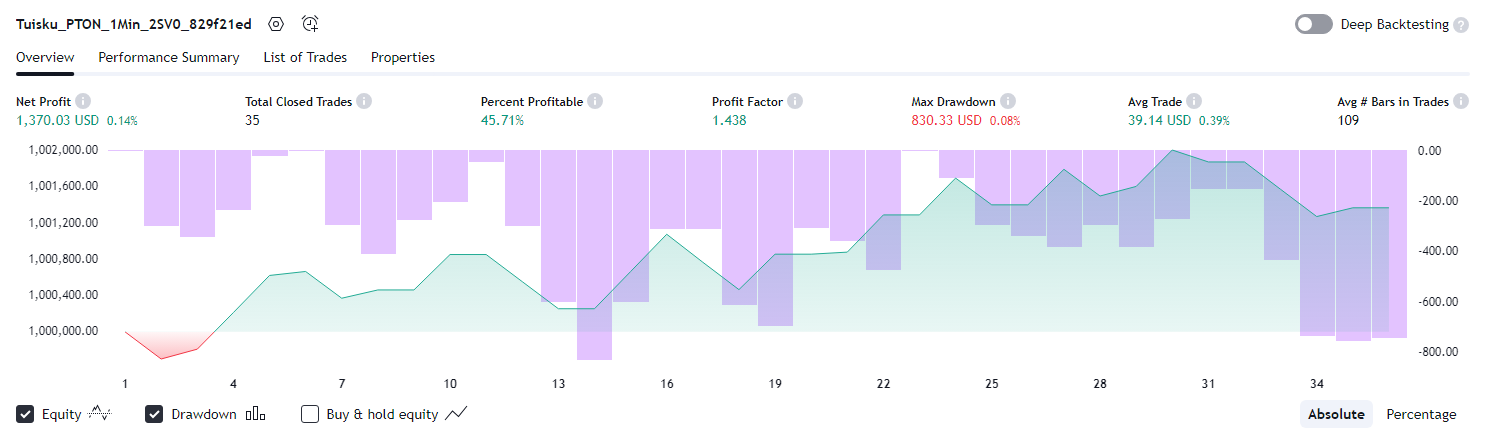 Tuisku_PTON_1Min_2SV0_829f21ed
Deep Backtesting
Overview Performance Summary List of Trades Properties
Net Profit Total Closed Trades Percent Profitable Profit Factor Max Drawdown Avg Trade Avg # Bars in Trades
1,370.03 USD 0.14% 35 45.71% 1.438 830.33 USD 0.08% 39.14 USD 0.39% 109
1,002,000.00 0.00
1,001,600.00 -200.00
1,001,200.00 -400.00
1,000,800.00 -600.00
1,000,400.00 -800.00
1,000,000.00
1 4 7 10 13 16 19 22 25 28 31 34
Equity Drawdown Buy & hold equity Absolute Percentage